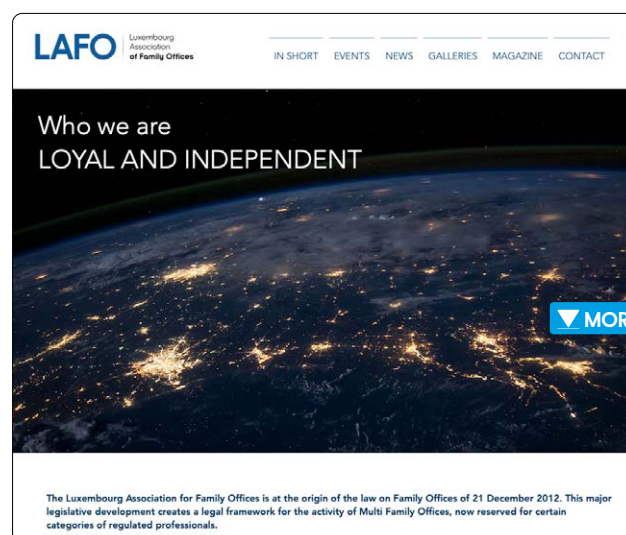 LAFO
Luxembourg
Association
of Family Offices
IN SHORT EVENTS NEWS GALLERIES MAGAZINE CONTACT
Who we are
LOYAL AND INDEPENDENT
MOR
The Luxembourg Association for Family Offices is at the origin of the law on Family Offices of 21 December 2012. This major
legislative development creates a legal framework for the activity of Multi Family Offices, now reserved for certain
categories of regulated professionals.